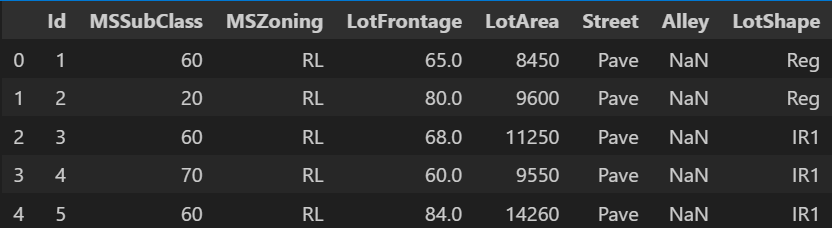 Id MSSubClass MSZoning LotFrontage LotArea Street Alley LotShape
0 1 60 RL 65.0 8450 Pave NaN Reg
1 2 20 RL 80.0 9600 Pave NaN Reg
2 3 60 RL 68.0 11250 Pave NaN IR1
3 4 70 RL 60.0 9550 Pave NaN IR1
4 5 60 RL 84.0 14260 Pave NaN IR1